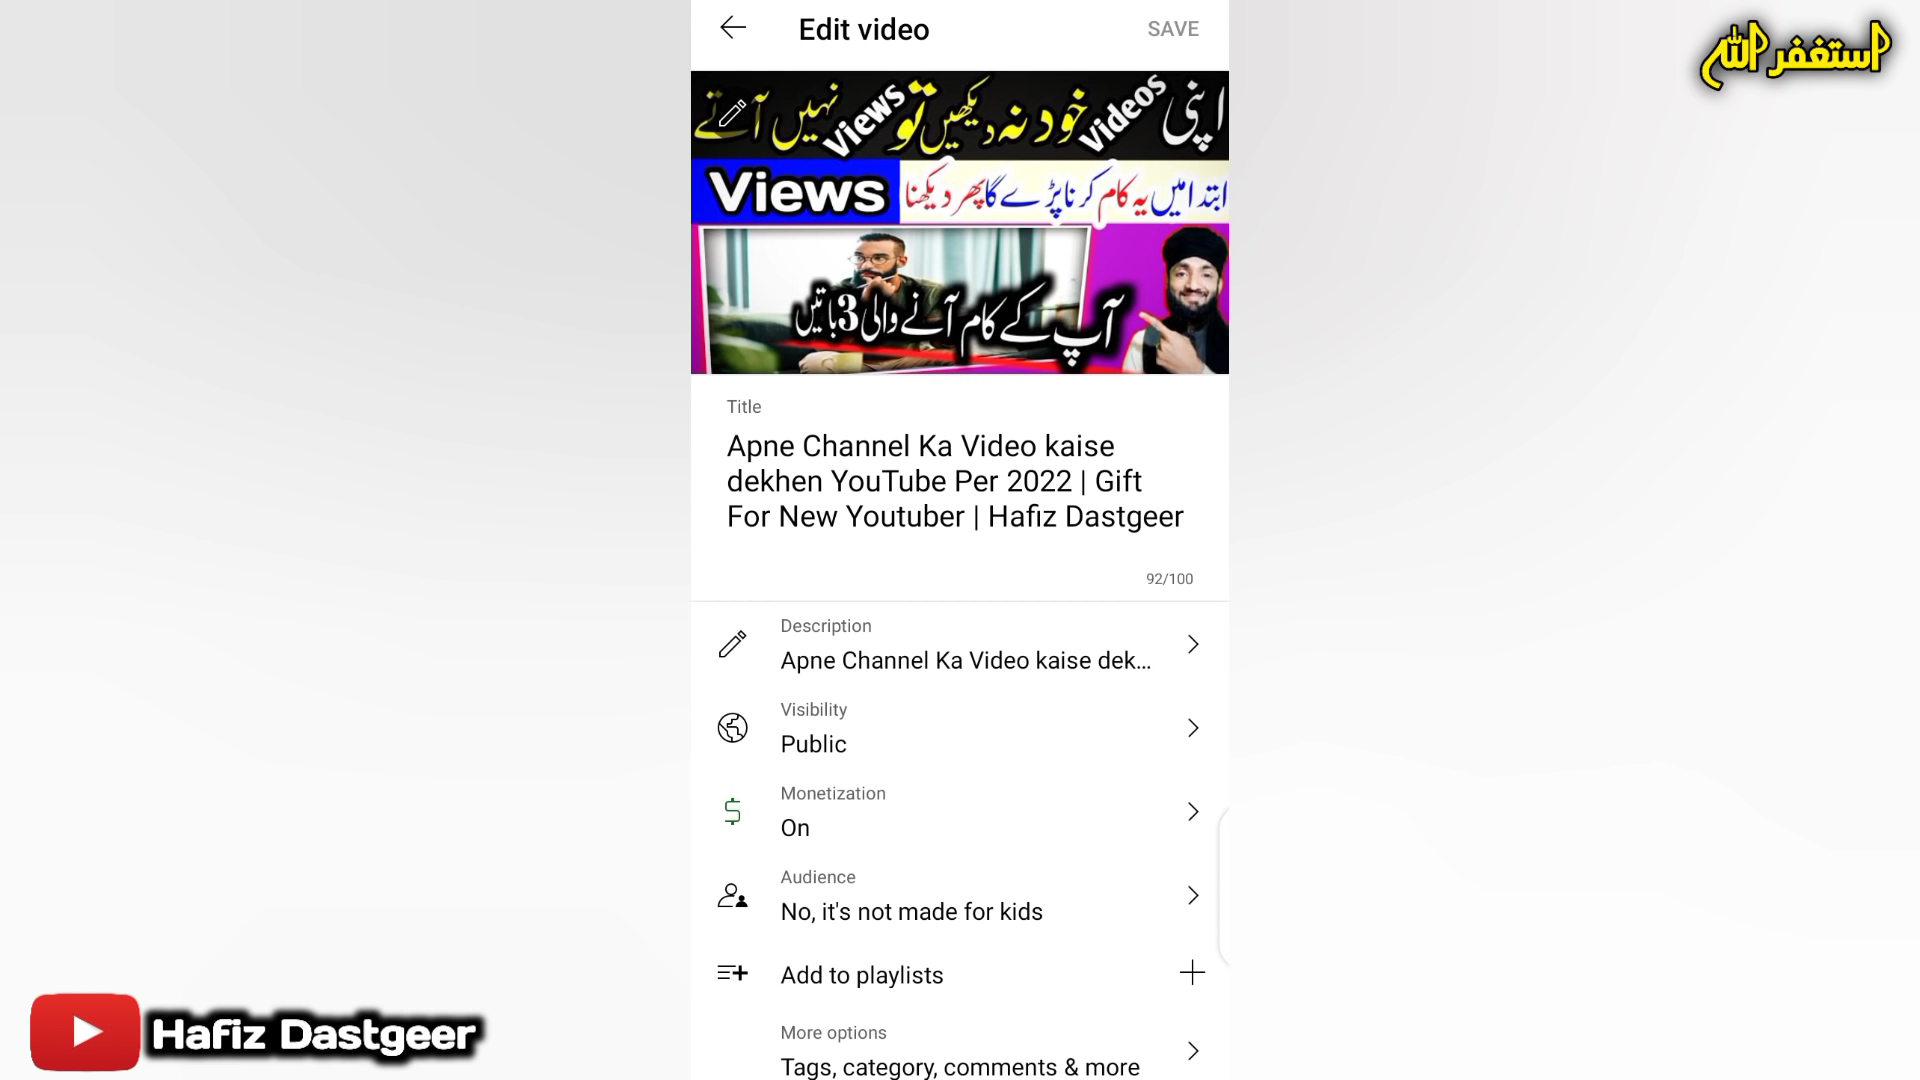 Edit video
SAVE
استغفر اللہ
اپنی Videos خود نہ دیکھیں تو Views نہیں آتے
Views
ابتدا میں یہ کام کرنا پڑے گا پھر دیکھنا
آپ کے کام آنے والی 3 باتیں
Title
Apne Channel Ka Video kaise
dekhen YouTube Per 2022 | Gift
For New Youtuber | Hafiz Dastgeer
92/100
Description
Apne Channel Ka Video kaise dek...
Visibility
Public
Monetization
On
Audience
No, it's not made for kids
Add to playlists
More options
Tags, category, comments & more
Hafiz Dastgeer